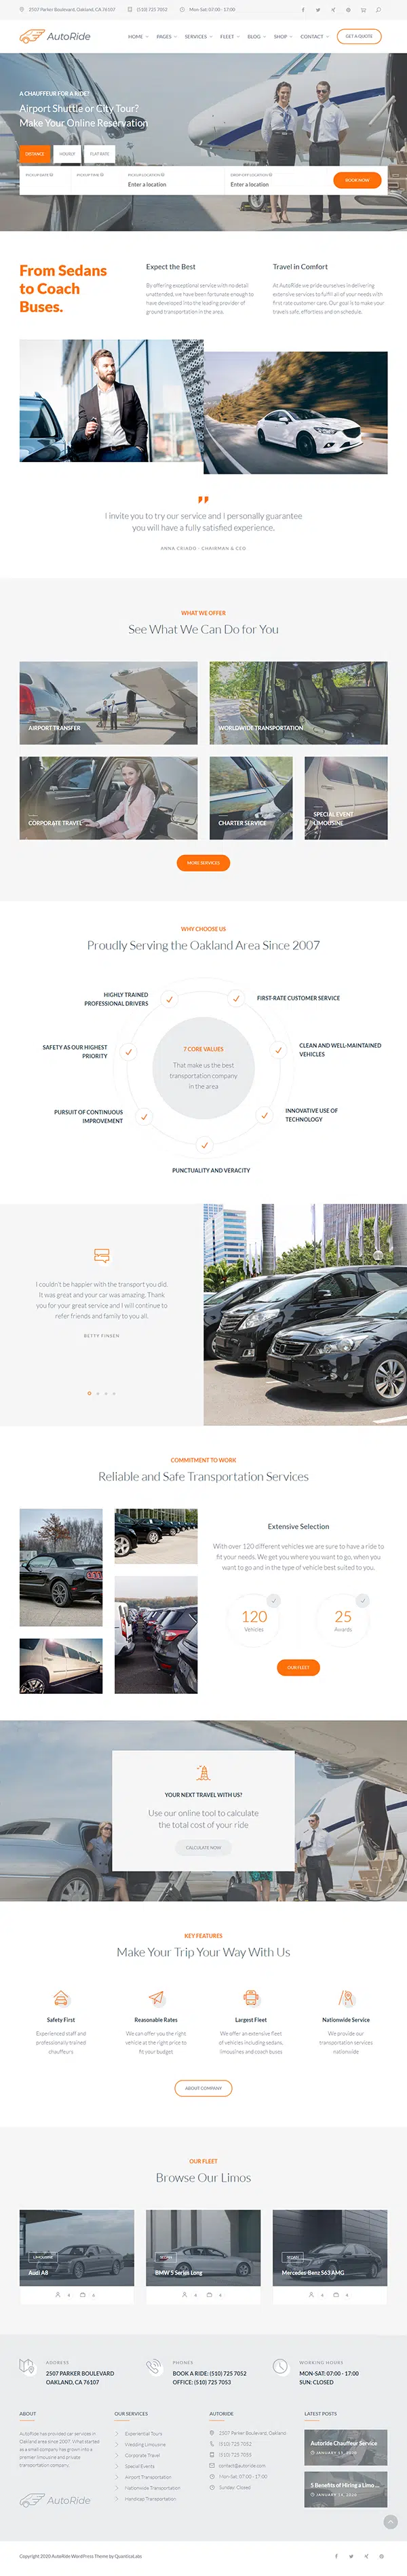 2507 Parker Boulevard, Oakland, CA 76107 (510) 725 7052 Mon-Sat: 07:00 - 17:00
AutoRide HOME PAGES SERVICES FLEET BLOG SHOP CONTACT GET A QUOTE
A CHAUFFEUR FOR A RIDE?
Airport Shuttle or City Tour?
Make Your Online Reservation
DISTANCE HOURLY FLAT RATE
PICKUP DATE PICKUP TIME PICKUP LOCATION DROP-OFF LOCATION
Enter a location Enter a location BOOK NOW
From Sedans
to Coach
Buses.
Expect the Best
By offering exceptional service with no detail
unattended, we have been fortunate enough to
have developed into the leading provider of
ground transportation in the area.
Travel in Comfort
At AutoRide we pride ourselves in delivering
extensive services to fulfill all of your needs with
first rate customer care. Our goal is to make your
travels safe, effortless and on schedule.
I invite you to try our service and I personally guarantee
you will have a fully satisfied experience.
ANNA CRIADO - CHAIRMAN & CEO
WHAT WE OFFER
See What We Can Do for You
AIRPORT TRANSFER
WORLDWIDE TRANSPORTATION
CORPORATE TRAVEL
CHARTER SERVICE
SPECIAL EVENT
LIMOUSINE
MORE SERVICES
WHY CHOOSE US
Proudly Serving the Oakland Area Since 2007
HIGHLY TRAINED
PROFESSIONAL DRIVERS
FIRST-RATE CUSTOMER SERVICE
SAFETY AS OUR HIGHEST
PRIORITY
7 CORE VALUES
That make us the best
transportation company
in the area
CLEAN AND WELL-MAINTAINED
VEHICLES
PURSUIT OF CONTINUOUS
IMPROVEMENT
INNOVATIVE USE OF
TECHNOLOGY
PUNCTUALITY AND VERACITY
I couldn't be happier with the transport you did.
It was great and your car was amazing. Thank
you for your great service and I will continue to
refer friends and family to you all.
BETTY FINSEN
COMMITMENT TO WORK
Reliable and Safe Transportation Services
Extensive Selection
With over 120 different vehicles we are sure to have a ride to
fit your needs. We get you where you want to go, when you
want to go and in the type of vehicle best suited to you.
120 25
Vehicles Awards
OUR FLEET
YOUR NEXT TRAVEL WITH US?
Use our online tool to calculate
the total cost of your ride
CALCULATE NOW
KEY FEATURES
Make Your Trip Your Way With Us
Safety First
Experienced staff and
professionally trained
chauffeurs
Reasonable Rates
We can offer you the right
vehicle at the right price to
fit your budget
Largest Fleet
We offer an extensive fleet
of vehicles including sedans,
limousines and coach buses
Nationwide Service
We provide our
transportation services
nationwide
ABOUT COMPANY
OUR FLEET
Browse Our Limos
LIMOUSINE
Audi A8
SEDAN
BMW 5 Series Long
SEDAN
Mercedes-Benz S63 AMG
ADDRESS
2507 PARKER BOULEVARD
OAKLAND, CA 76107
PHONES
BOOK A RIDE: (510) 725 7052
OFFICE: (510) 725 7053
WORKING HOURS
MON-SAT: 07:00 - 17:00
SUN: CLOSED
ABOUT
AutoRide has provided car services in
Oakland area since 2007. What started
as a small company has grown into a
premier limousine and private
transportation company.
AutoRide
OUR SERVICES
Experiential Tours
Wedding Limousine
Corporate Travel
Special Events
Airport Transportation
Nationwide Transportation
Handicap Transportation
AUTORIDE
2507 Parker Boulevard, Oakland
(510) 725 7052
(510) 725 7053
contact@autoride.com
Mon-Sat: 07:00 - 17:00
Sunday: Closed
LATEST POSTS
Autoride Chauffeur Service
5 Benefits of Hiring a Limo ...
Copyright 2020 AutoRide WordPress Theme by QuanticaLabs